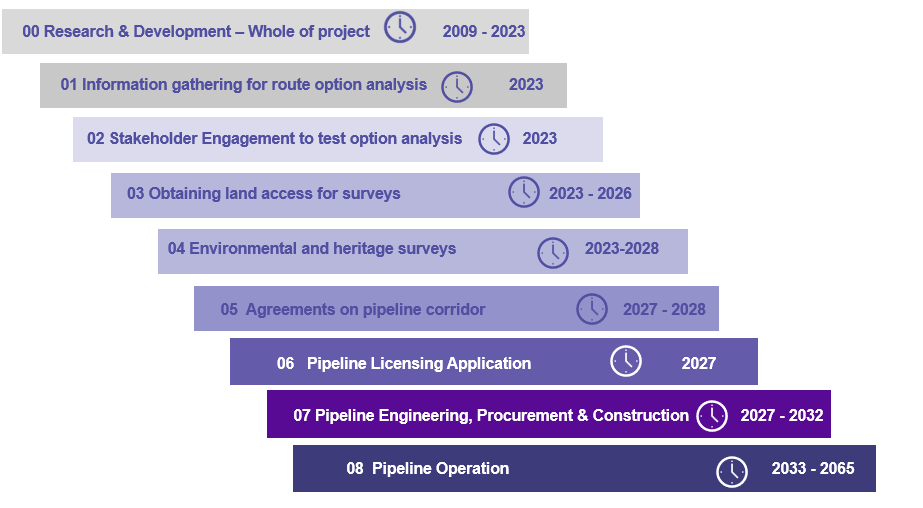 00 Research & Development – Whole of project 2009 - 2023
01 Information gathering for route option analysis 2023
02 Stakeholder Engagement to test option analysis 2023
03 Obtaining land access for surveys 2023 - 2026
04 Environmental and heritage surveys 2023-2028
05 Agreements on pipeline corridor 2027 - 2028
06 Pipeline Licensing Application 2027
07 Pipeline Engineering, Procurement & Construction 2027 - 2032
08 Pipeline Operation 2033 - 2065